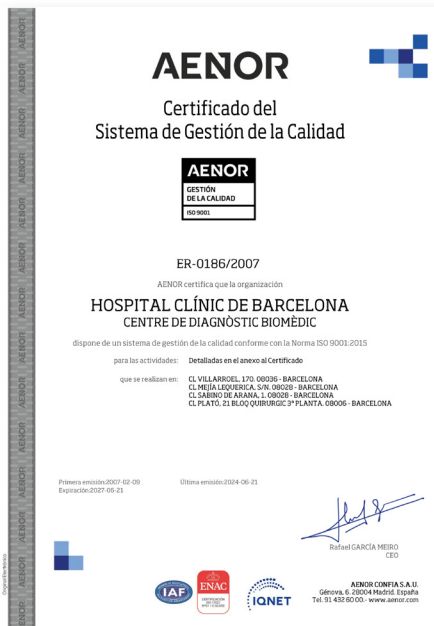 AENOR
Certificado del
Sistema de Gestión de la Calidad
AENOR
GESTIÓN
DE LA CALIDAD
ISO 9001
ER-0186/2007
AENOR certifica que la organización
HOSPITAL CLÍNIC DE BARCELONA
CENTRE DE DIAGNÒSTIC BIOMÈDIC
dispone de un sistema de gestión de la calidad conforme con la Norma ISO 9001:2015
para las actividades: Detalladas en el anexo al Certificado
que se realizan en: CL VILLARROEL, 170. 08036 - BARCELONA
CL MEJÍA LEQUERICA, S/N. 08028 - BARCELONA
CL SABINO DE ARANA, 1. 08028 - BARCELONA
CL PLATÓ, 21 BLOQ QUIRURGIC 3ª PLANTA. 08006 - BARCELONA
Primera emisión:2007-02-09 Última emisión:2024-06-21
Expiración:2027-06-21
Rafael GARCÍA MEIRO
CEO
Original Electrónico
IAF
ENAC
CERTIFICACIÓN
IQNET
AENOR CONFÍA S.A.U.
Génova, 6. 28004 Madrid. España
Tel. 91 432 60 00.- www.aenor.com